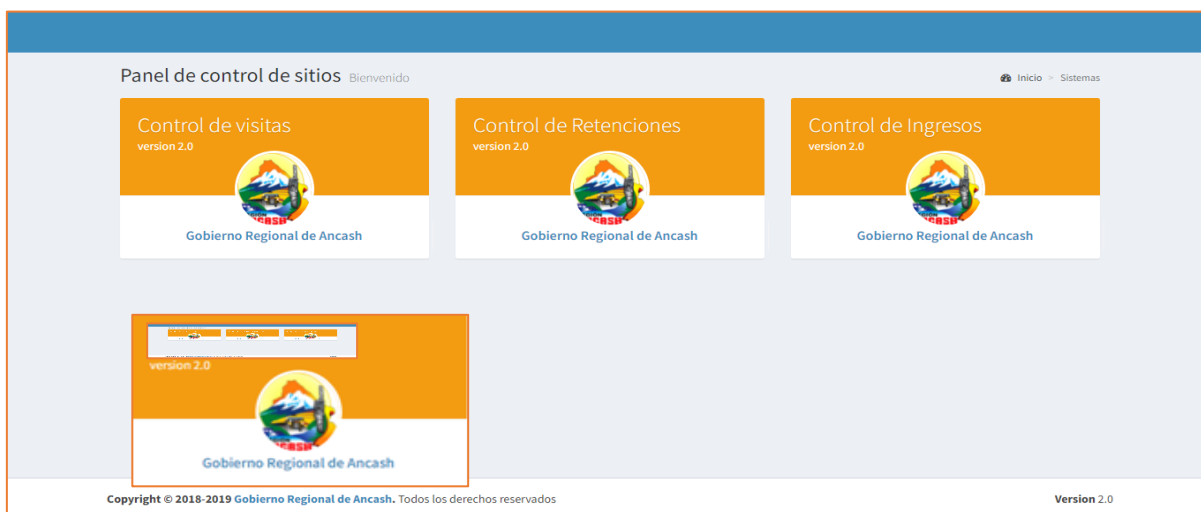 Panel de control de sitios Bienvenido
Inicio > Sistemas
Control de visitas
version 2.0
ANCASH
Gobierno Regional de Ancash
Control de Retenciones
version 2.0
ANCASH
Gobierno Regional de Ancash
Control de Ingresos
version 2.0
ANCASH
Gobierno Regional de Ancash
version 2.0
Gobierno Regional de Ancash
Copyright © 2018-2019 Gobierno Regional de Ancash. Todos los derechos reservados
Version 2.0